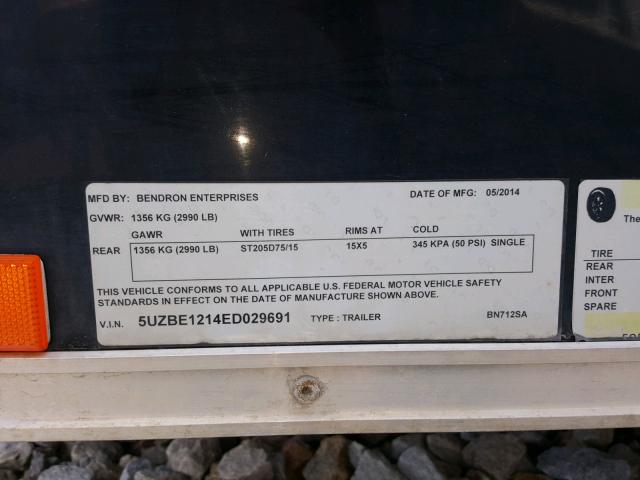 MFD BY: BENDRON ENTERPRISES DATE OF MFG: 05/2014
GVWR: 1356 KG (2990 LB)
GAWR WITH TIRES RIMS AT COLD
REAR 1356 KG (2990 LB) ST205D75/15 15X5 345 KPA (50 PSI) SINGLE
THIS VEHICLE CONFORMS TO ALL APPLICABLE U.S. FEDERAL MOTOR VEHICLE SAFETY
STANDARDS IN EFFECT ON THE DATE OF MANUFACTURE SHOWN ABOVE.
V.I.N. 5UZBE1214ED029691 TYPE : TRAILER BN712SA
The
TIRE
REAR
INTER
FRONT
SPARE